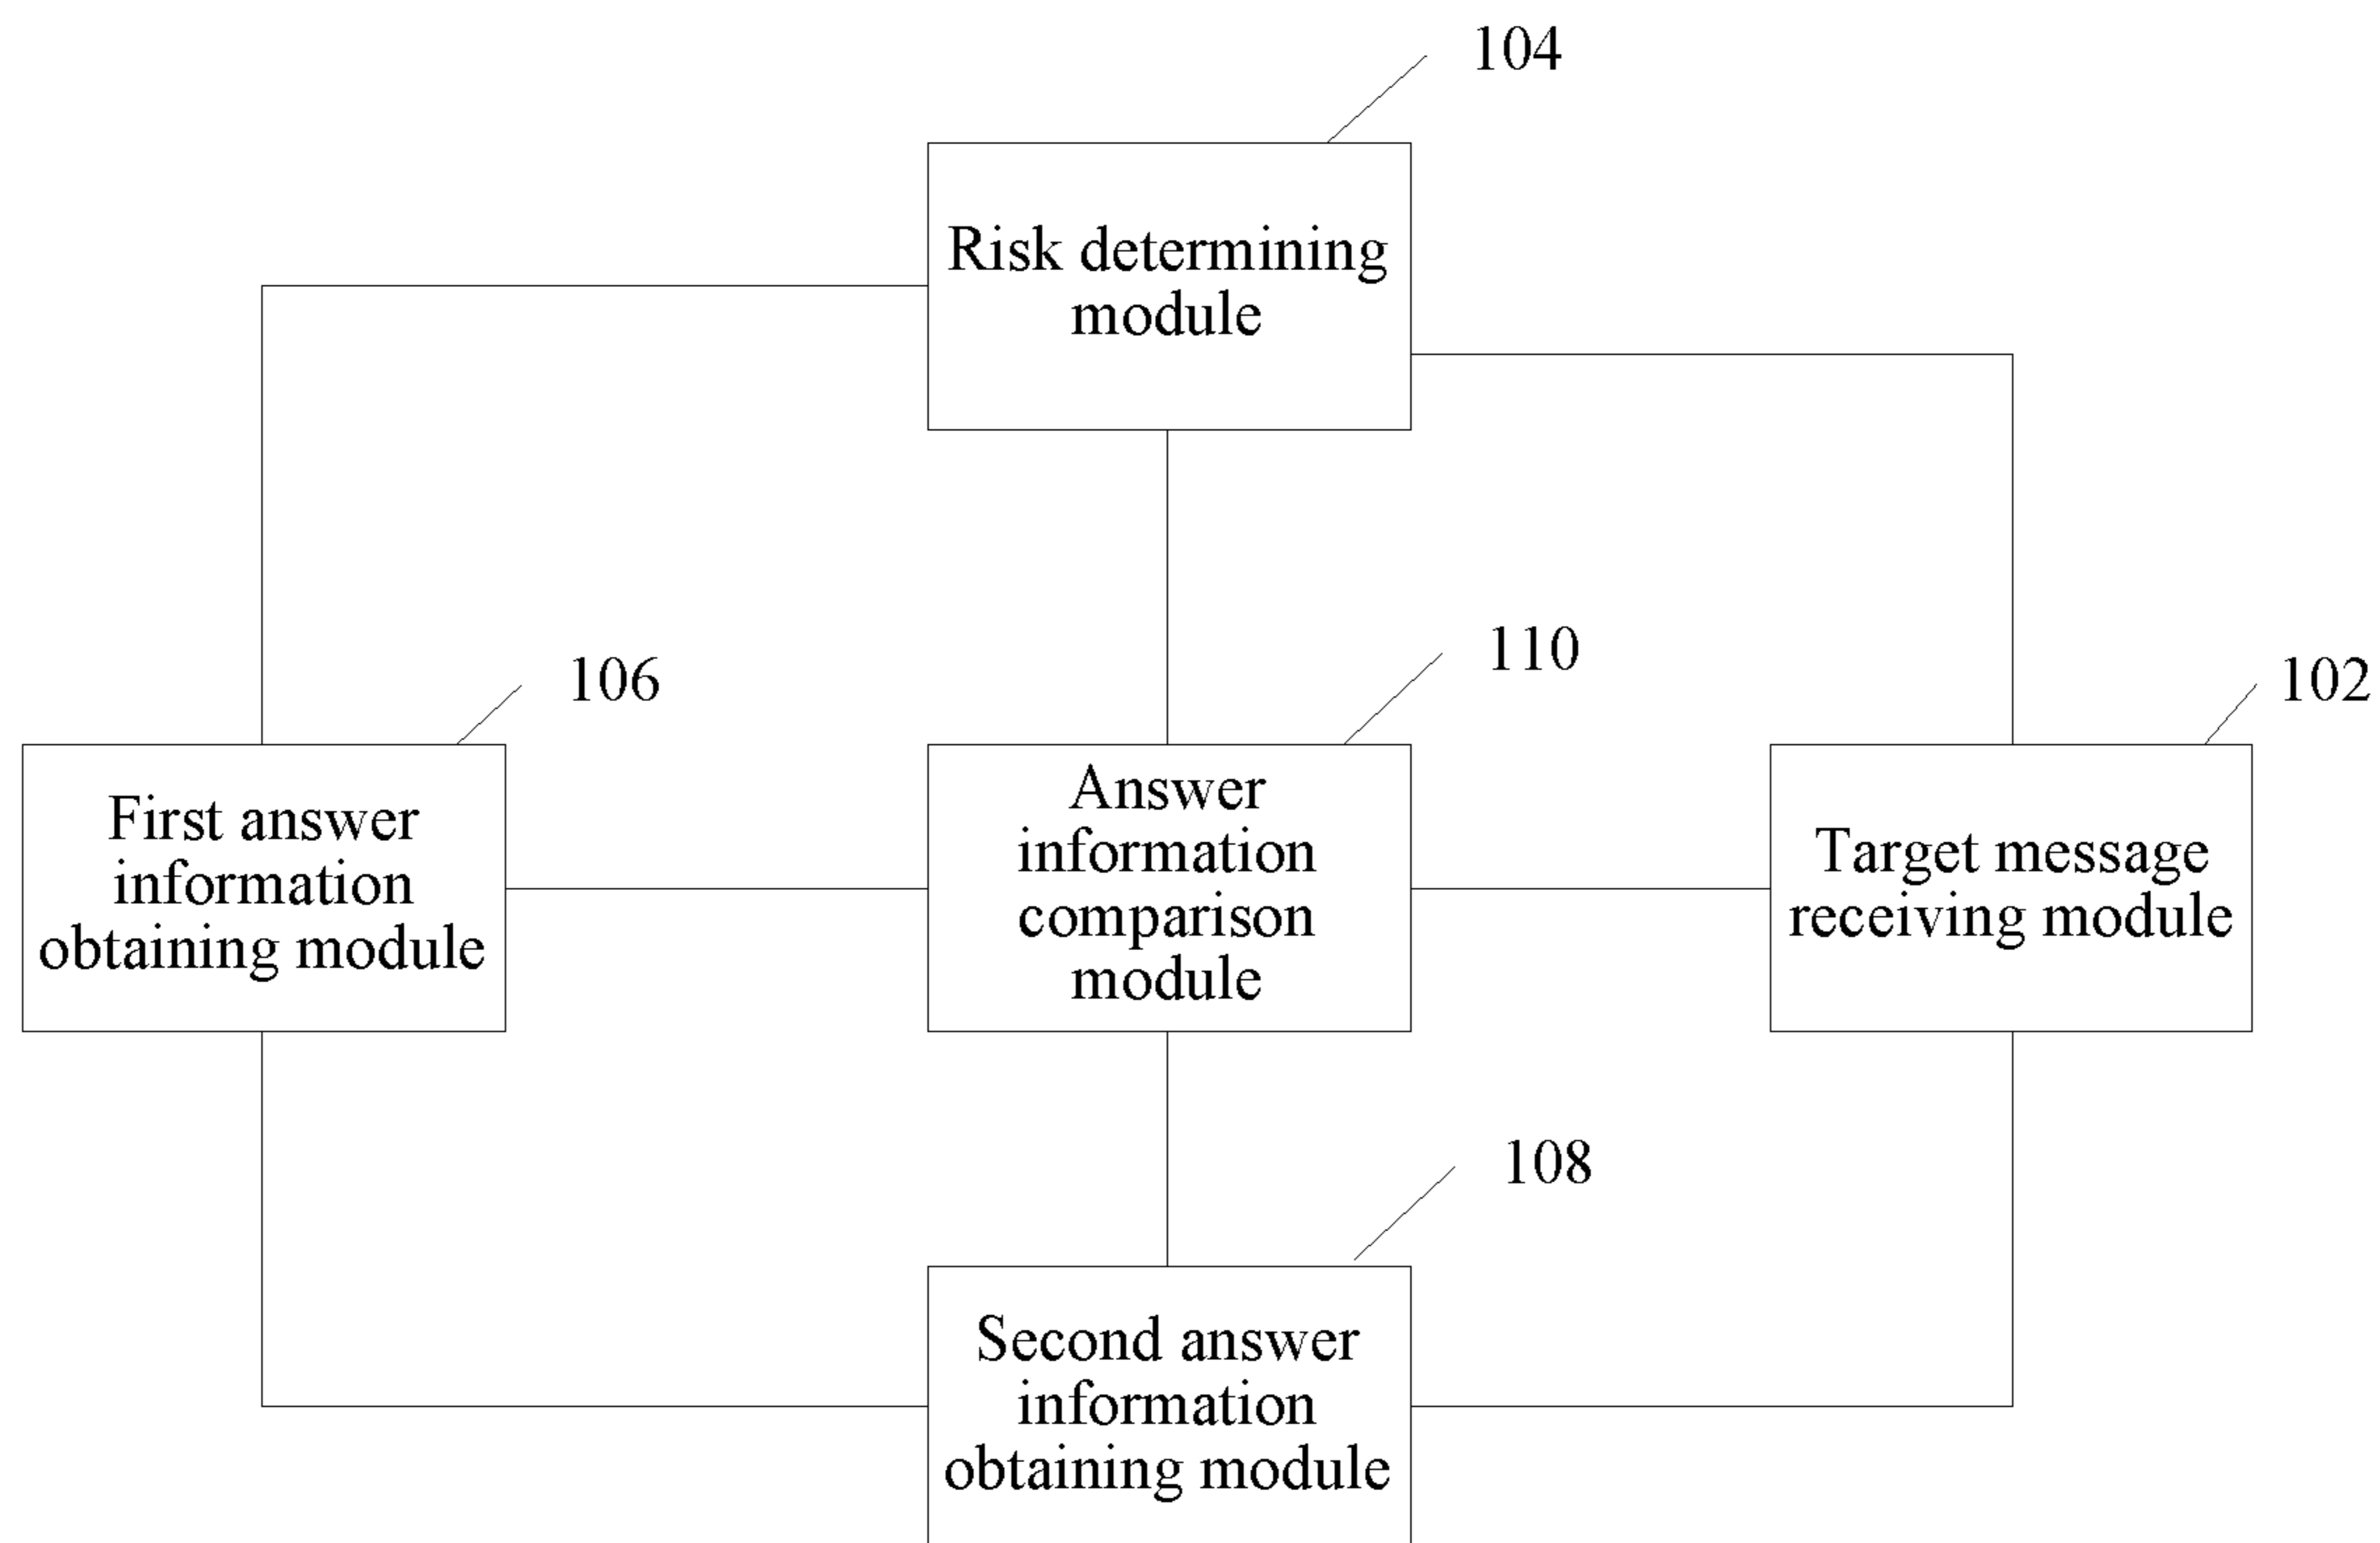 104
Risk determining
module
106
110
102
First answer
information
obtaining module
Answer
information
comparison
module
Target message
receiving module
108
Second answer
information
obtaining module